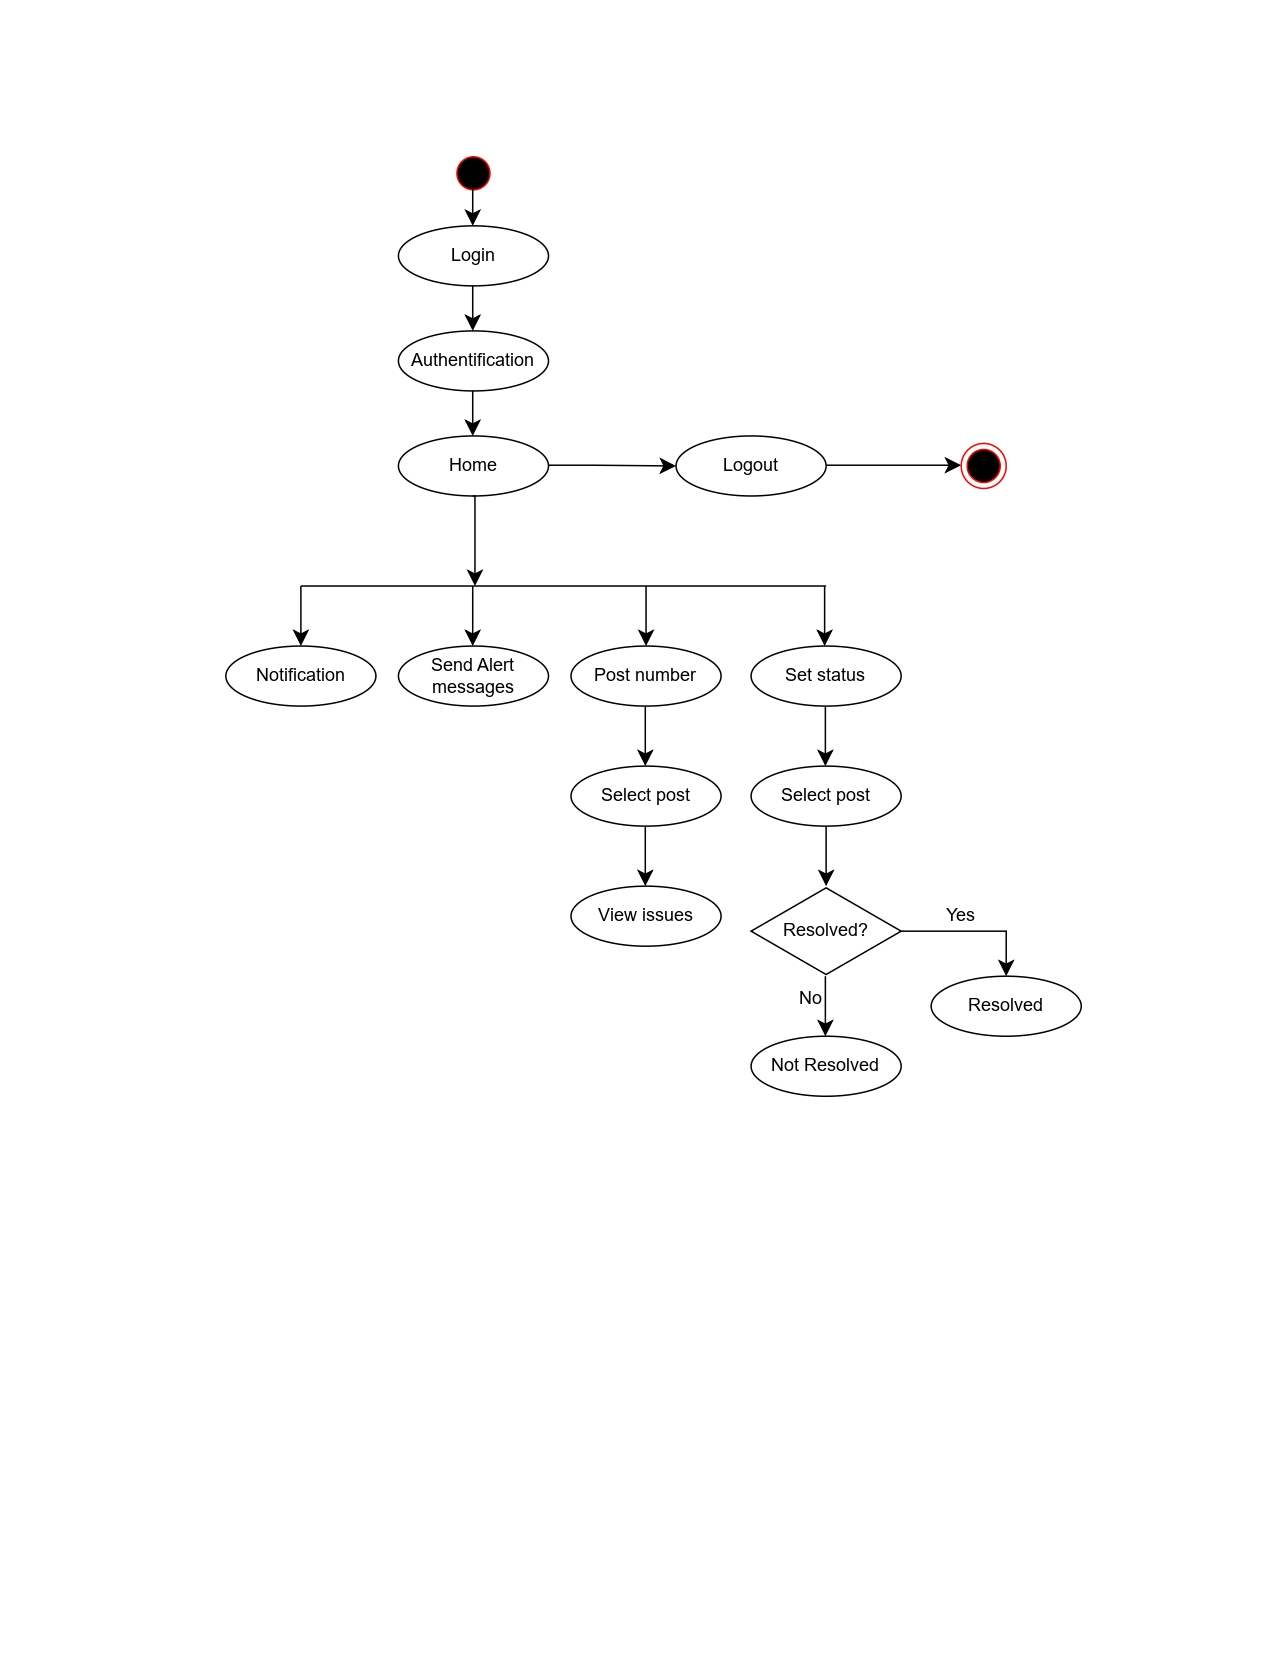 Login
Authentification
Home
Logout
Notification
Send Alert
messages
Post number
Set status
Select post
Select post
View issues
Resolved?
Yes
No
Resolved
Not Resolved